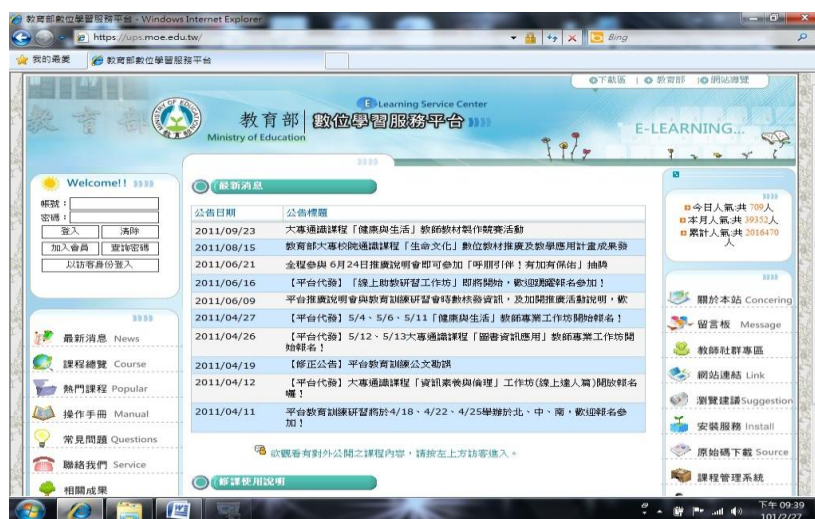 教育部數位學習服務平台 - Windows Internet Explorer
https://ups.moe.edu.tw/
Bing
我的最愛
教育部數位學習服務平台
下載區 | 教育部 | 網站導覽
教育部
MINISTRY OF EDUCATION
教育部
Ministry of Education
E-Learning Service Center
數位學習服務平台
E-LEARNING...
Welcome!!
帳號：
密碼：
登入 清除
加入會員 查詢密碼
以訪客身份登入
最新消息 News
課程總覽 Course
熱門課程 Popular
操作手冊 Manual
常見問題 Questions
聯絡我們 Service
相關成果
最新消息
公告日期 公告標題
2011/09/23 大專通識課程「健康與生活」教師教材製作競賽活動
2011/08/15 教育部大專校院通識課程「生命文化」數位教材推廣及教學應用計畫成果發
2011/06/21 全程參與 6月24日推廣說明會即可參加「呼朋引伴！有加有保佑」抽獎
2011/06/16 【平台代發】「線上助教研習工作坊」即將開始，歡迎踴躍報名參加！
2011/06/09 平台推廣說明會與教育訓練研習會時數核發資訊，及加開推廣活動說明，歡
2011/04/27 【平台代發】5/4、5/6、5/11「健康與生活」教師專業工作坊開始報名！
2011/04/26 【平台代發】5/12、5/13大專通識課程「圖書資訊應用」教師專業工作坊開
始報名！
2011/04/19 【修正公告】平台教育訓練公文勘誤
2011/04/12 【平台代發】大專通識課程「資訊素養與倫理」工作坊(線上達人篇)開放報名
囉！
2011/04/11 平台教育訓練研習將於4/18、4/22、4/25舉辦於北、中、南，歡迎報名參
加！
欲觀看有對外公開之課程內容，請按左上方訪客進入。
修課使用說明
今日人氣:共 709人
本月人氣:共 39352人
累計人氣:共 2016470
人
關於本站 Concering
留言板 Message
教師社群專區
網站連結 Link
瀏覽建議 Suggestion
安裝服務 Install
原始碼下載 Source
課程管理系統
下午 09:39
101/2/27